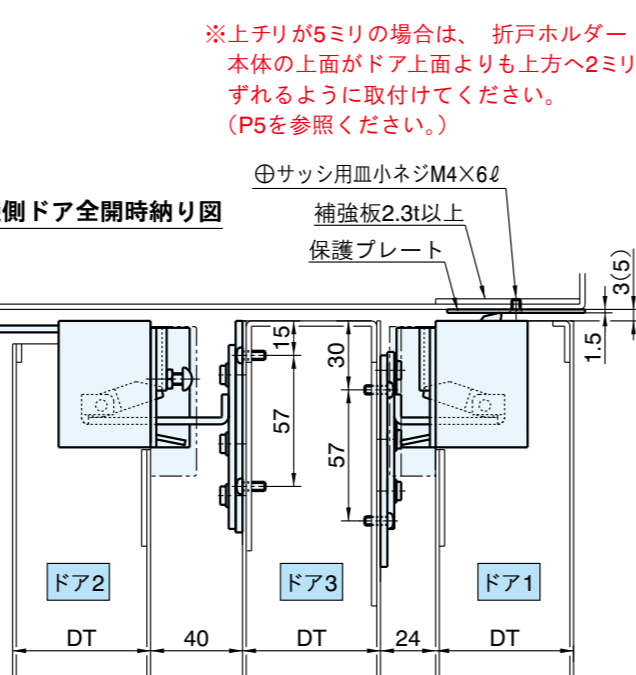 ※上チリが5ミリの場合は、 折戸ホルダー
本体の上面がドア上面よりも上方へ2ミリ
ずれるように取付けてください。
(P5を参照ください。)
⊕サッシ用皿小ネジM4×6ℓ
側ドア全開時納り図
補強板2.3t以上
保護プレート
3(5)
1.5
15
30
57
57
ドア2
ドア3
ドア1
DT
40
DT
24
DT